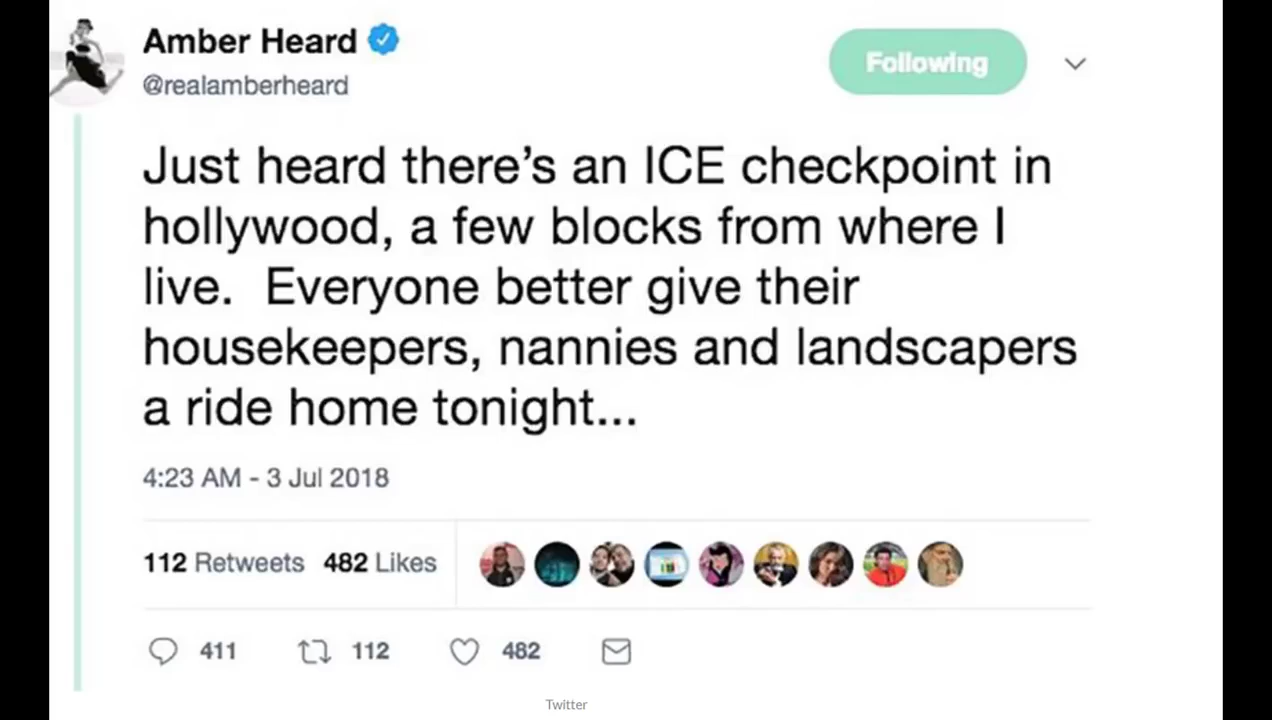 Amber Heard
@realamberheard
Following
Just heard there’s an ICE checkpoint in
hollywood, a few blocks from where I
live.  Everyone better give their
housekeepers, nannies and landscapers
a ride home tonight...
4:23 AM - 3 Jul 2018
112 Retweets 482 Likes
411 112 482
Twitter